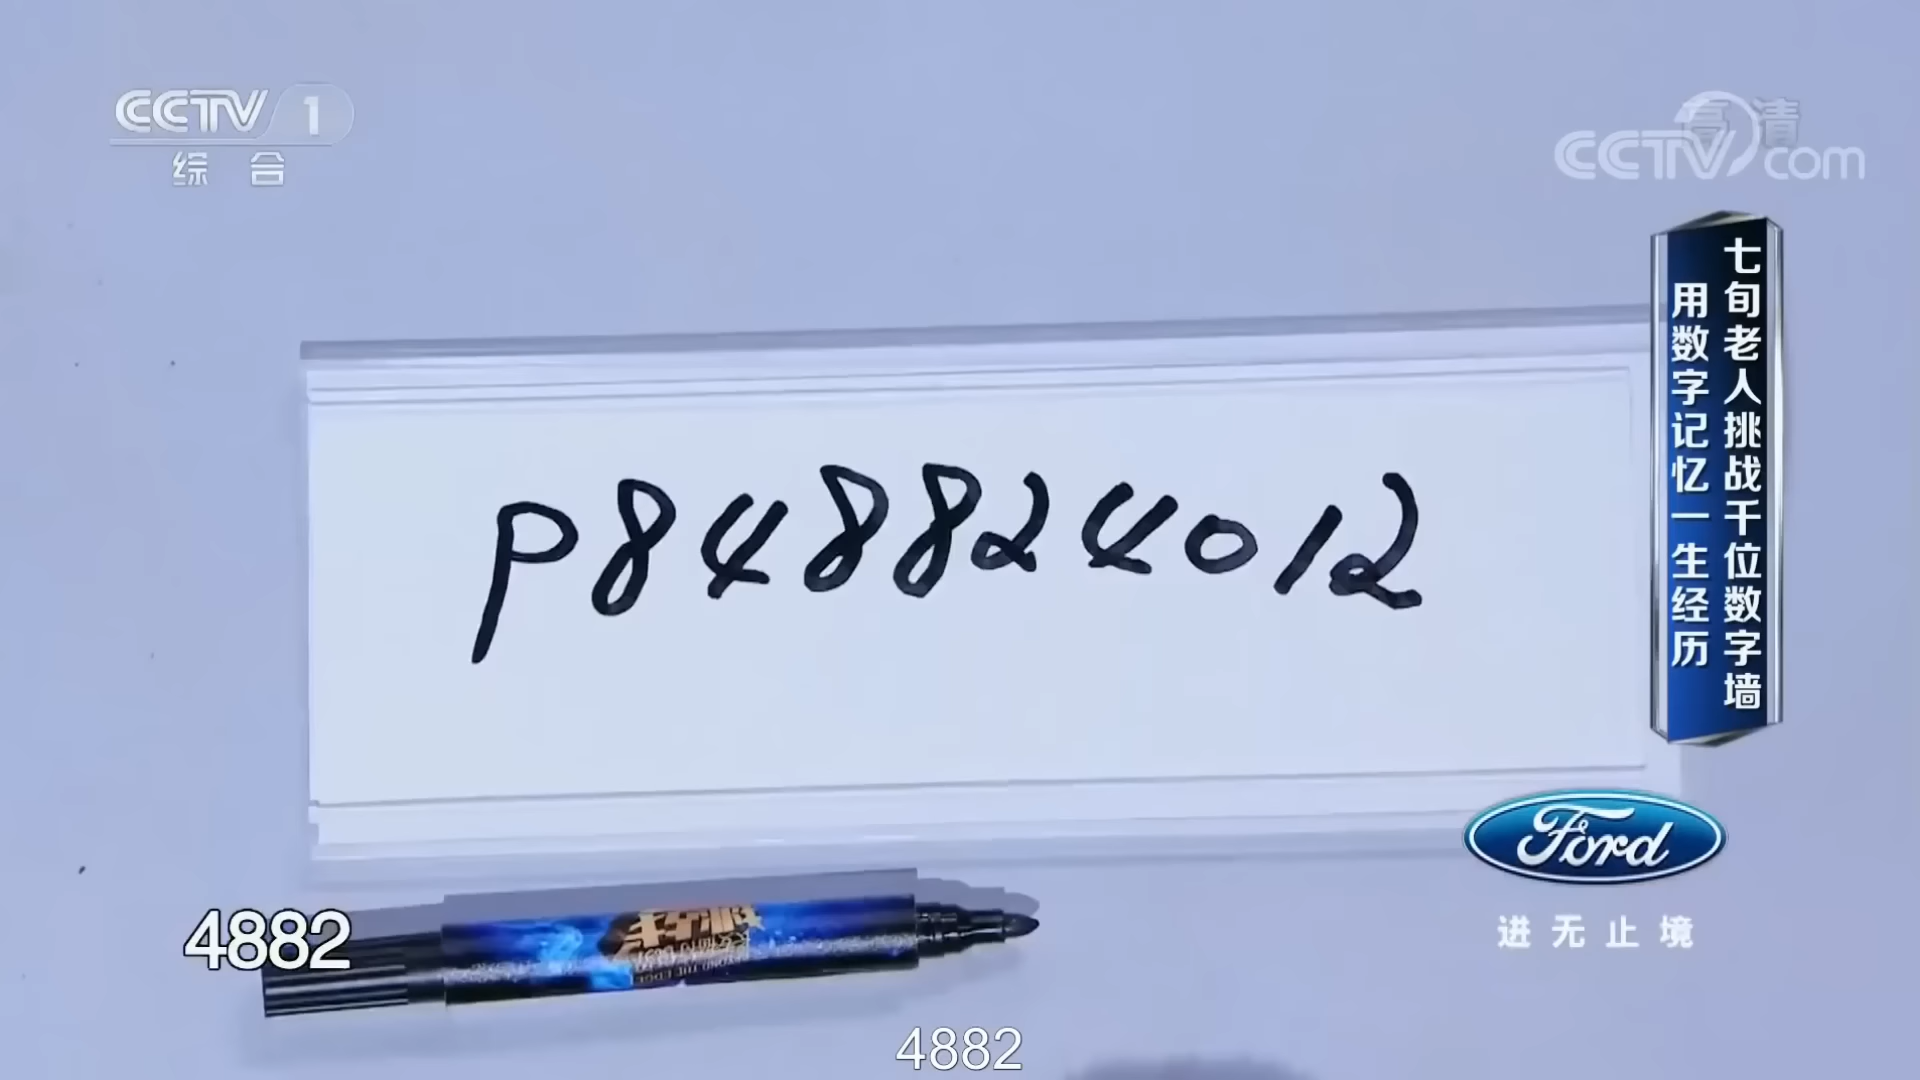 CCTV 1
综合
高清
CCTV.com
七旬老人挑战千位数字墙
用数字记忆一生经历
P848824012
Ford
进无止境
4882
4882